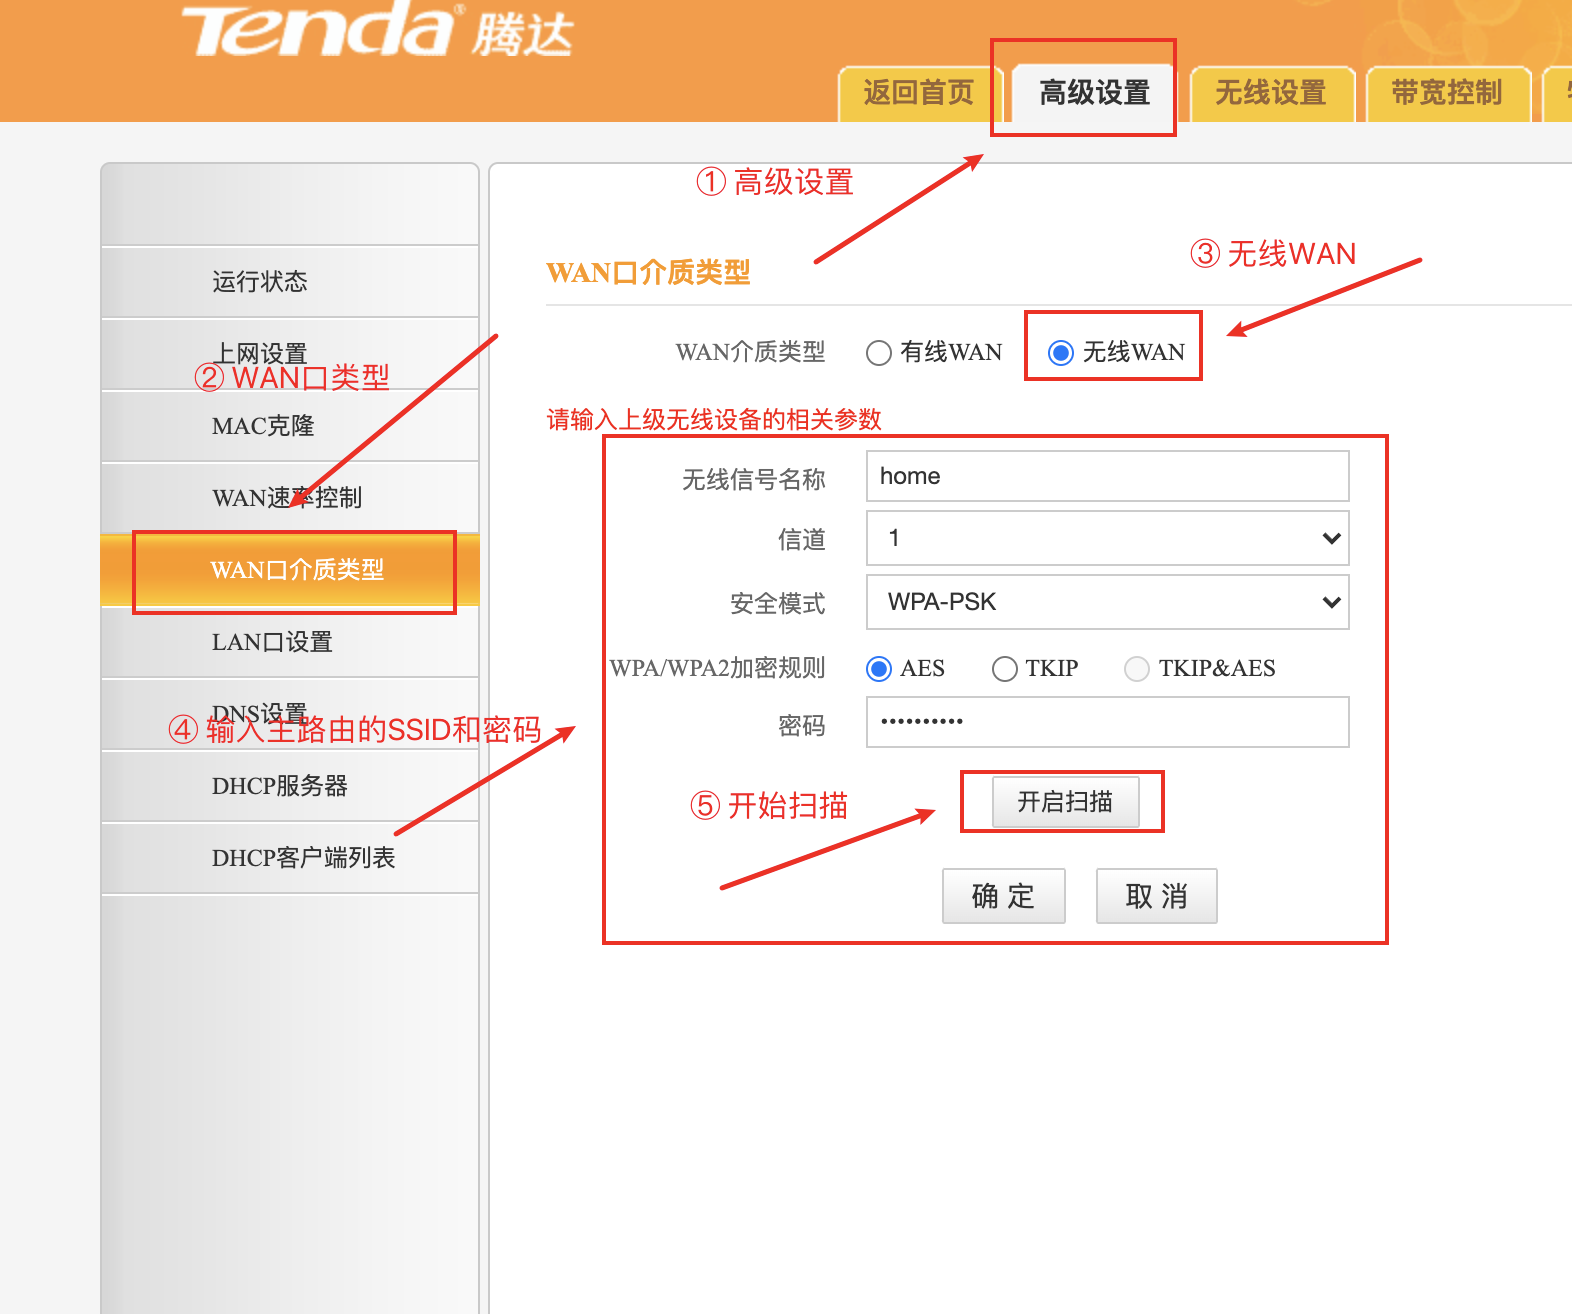 Tenda® 腾达
返回首页
高级设置
无线设置
带宽控制
① 高级设置
③ 无线WAN
运行状态
上网设置
② WAN口类型
MAC克隆
WAN速率控制
WAN口介质类型
LAN口设置
DNS设置
④ 输入主路由的SSID和密码
DHCP服务器
DHCP客户端列表
WAN口介质类型
WAN介质类型
有线WAN
无线WAN
请输入上级无线设备的相关参数
无线信号名称
home
信道
1
安全模式
WPA-PSK
WPA/WPA2加密规则
AES
TKIP
TKIP&AES
密码
••••••••••
⑤ 开始扫描
开启扫描
确 定
取 消